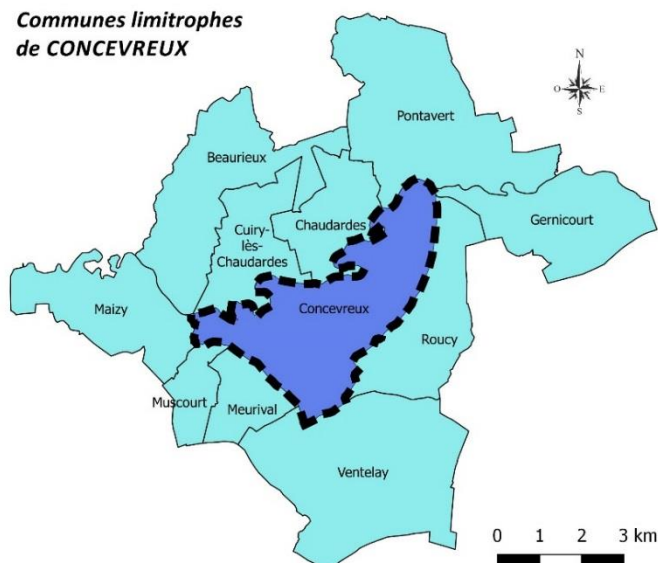 Communes limitrophes
de CONCEVREUX
N
O
E
S
Pontavert
Beaurieux
Gernicourt
Chaudardes
Cuiry-
lès-
Chaudardes
Maizy
Concevreux
Roucy
Muscourt
Meurival
Ventelay
0 1 2 3 km